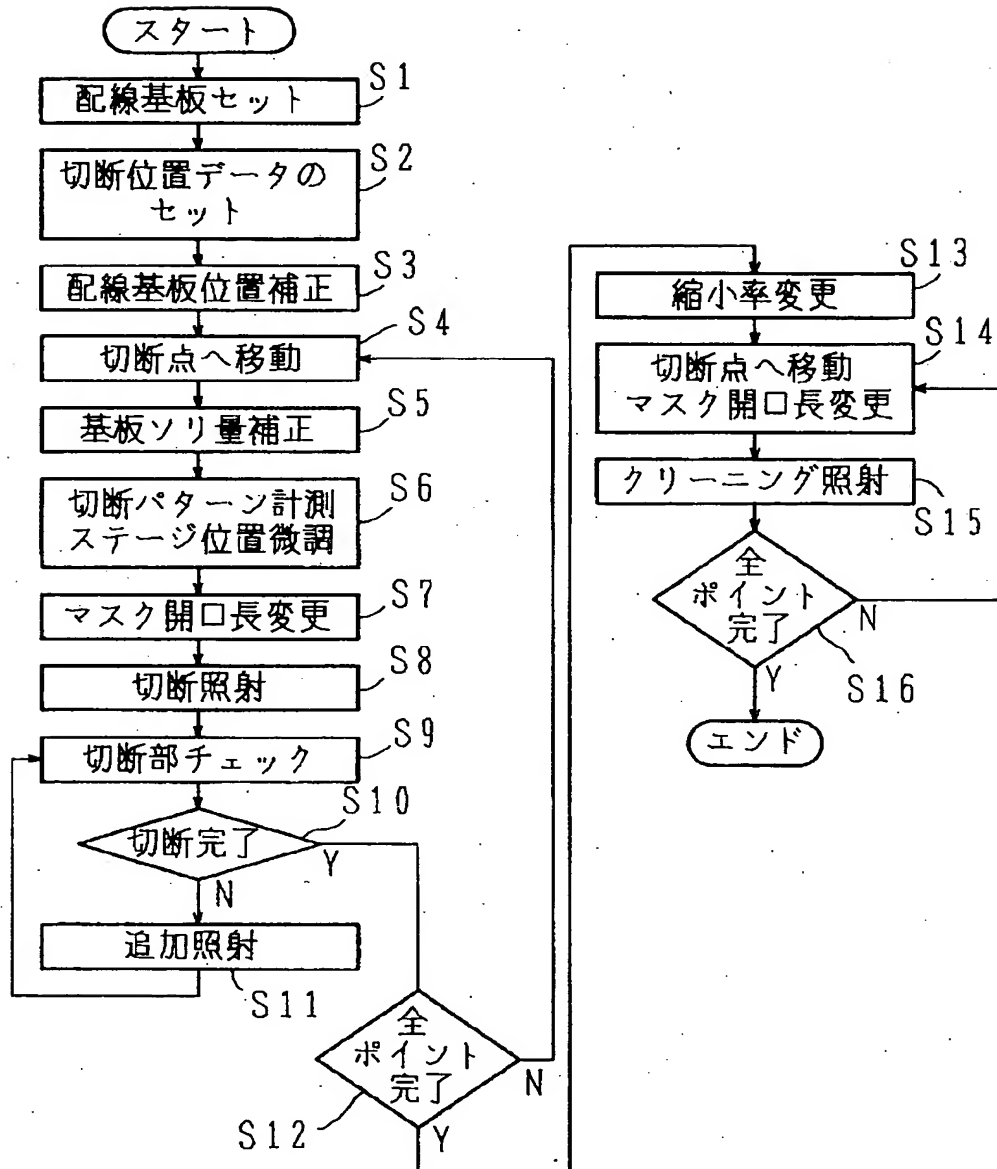 スタート
S1
配線基板セット
S2
切断位置データの
セット
S3
配線基板位置補正
S4
切断点へ移動
S5
基板ソリ量補正
S6
切断パターン計測
ステージ位置微調
S7
マスク開口長変更
S8
切断照射
S9
切断部チェック
S10
切断完了
Y
N
追加照射
S11
全
ポイント
完了
N
S12
Y
S13
縮小率変更
S14
切断点へ移動
マスク開口長変更
クリーニング照射
S15
全
ポイント
完了
N
Y
S16
エンド